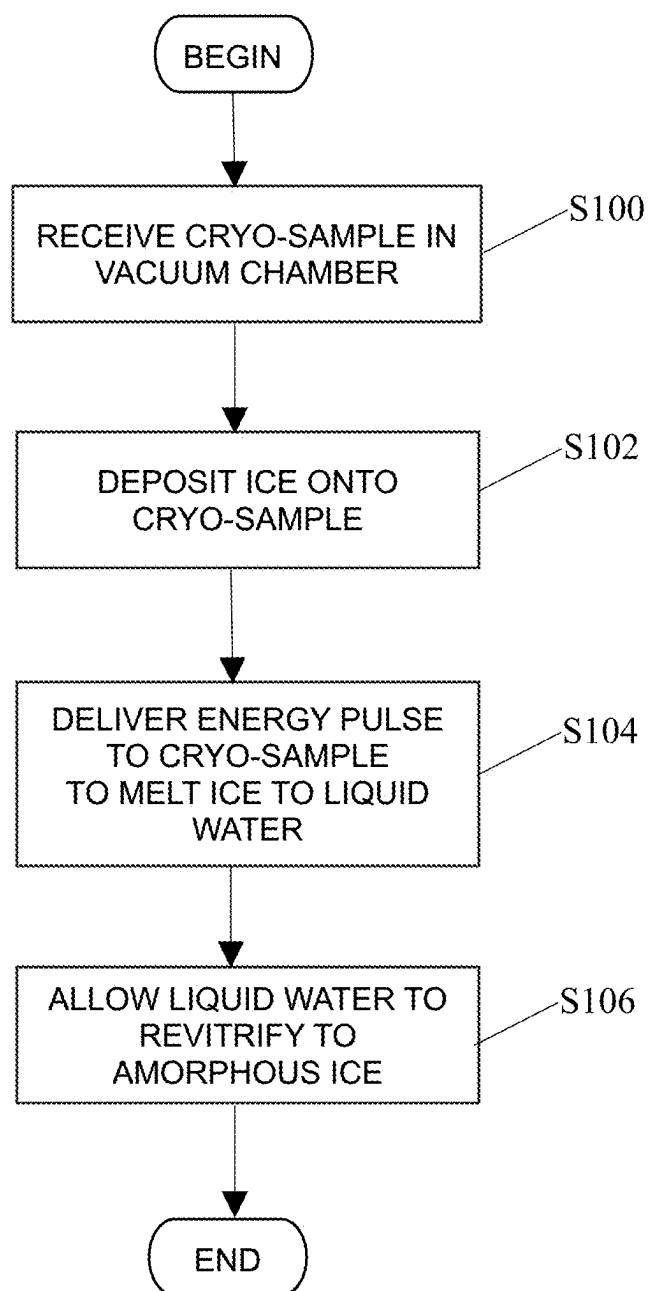 BEGIN
RECEIVE CRYO-SAMPLE IN
VACUUM CHAMBER
S100
DEPOSIT ICE ONTO
CRYO-SAMPLE
S102
DELIVER ENERGY PULSE
TO CRYO-SAMPLE
TO MELT ICE TO LIQUID
WATER
S104
ALLOW LIQUID WATER TO
REVITRIFY TO
AMORPHOUS ICE
S106
END